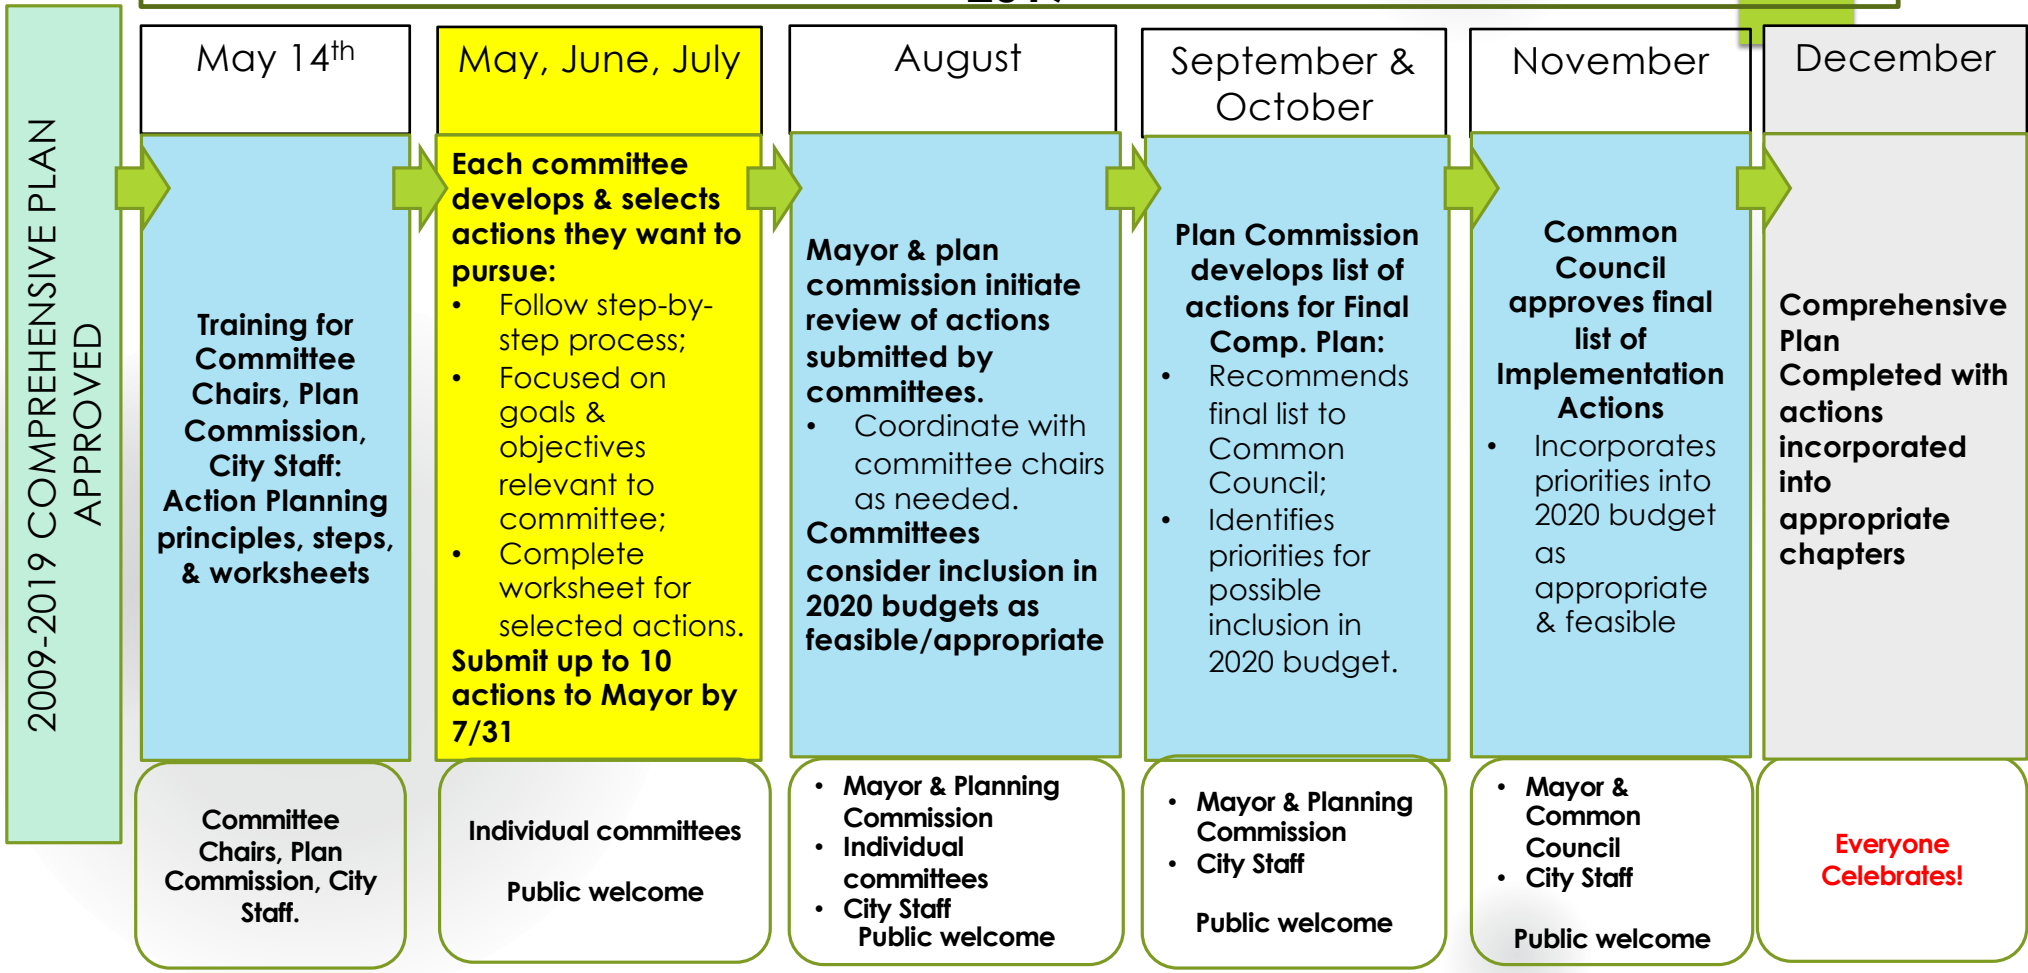 2009-2019 COMPREHENSIVE PLAN
APPROVED
May 14th
Training for
Committee
Chairs, Plan
Commission,
City Staff:
Action Planning
principles, steps,
& worksheets
Committee
Chairs, Plan
Commission, City
Staff.
May, June, July
Each committee
develops & selects
actions they want to
pursue:
• Follow step-by-
step process;
• Focused on
goals &
objectives
relevant to
committee;
• Complete
worksheet for
selected actions.
Submit up to 10
actions to Mayor by
7/31
Individual committees
Public welcome
August
Mayor & plan
commission initiate
review of actions
submitted by
committees.
• Coordinate with
committee chairs
as needed.
Committees
consider inclusion in
2020 budgets as
feasible/appropriate
• Mayor & Planning
Commission
• Individual
committees
• City Staff
Public welcome
September &
October
Plan Commission
develops list of
actions for Final
Comp. Plan:
• Recommends
final list to
Common
Council;
• Identifies
priorities for
possible
inclusion in
2020 budget.
• Mayor & Planning
Commission
• City Staff
Public welcome
November
Common
Council
approves final
list of
Implementation
Actions
• Incorporates
priorities into
2020 budget
as
appropriate
& feasible
• Mayor &
Common
Council
• City Staff
Public welcome
December
Comprehensive
Plan
Completed with
actions
incorporated
into
appropriate
chapters
Everyone
Celebrates!